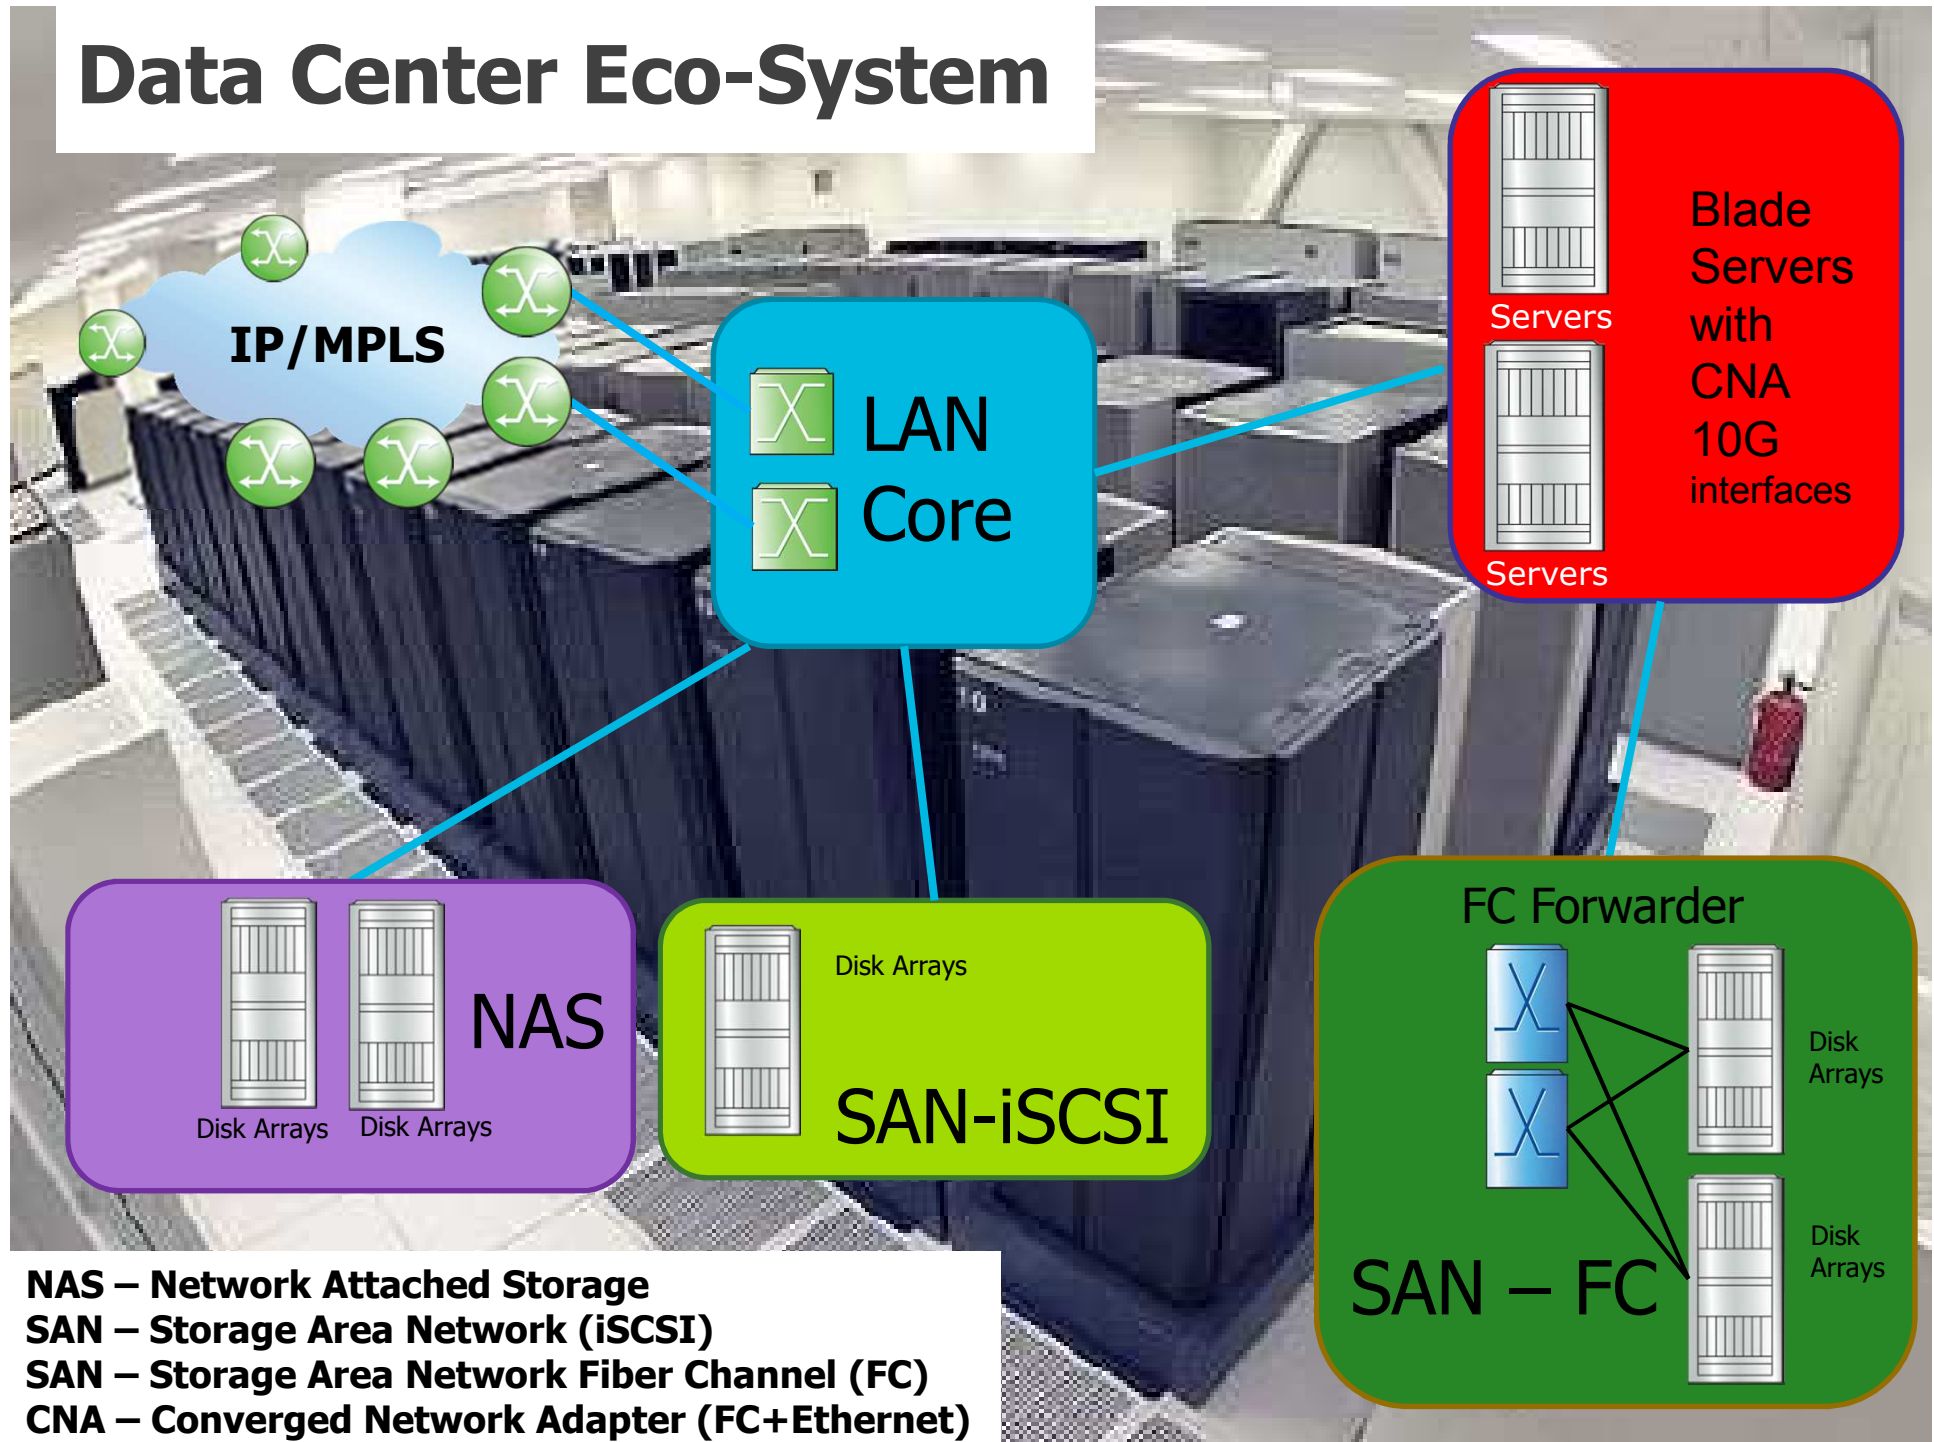 Data Center Eco-System
IP/MPLS
LAN
Core
Servers
Servers
Blade
Servers
with
CNA
10G
interfaces
Disk Arrays
Disk Arrays
NAS
Disk Arrays
SAN-iSCSI
FC Forwarder
Disk
Arrays
Disk
Arrays
SAN – FC
NAS – Network Attached Storage
SAN – Storage Area Network (iSCSI)
SAN – Storage Area Network Fiber Channel (FC)
CNA – Converged Network Adapter (FC+Ethernet)